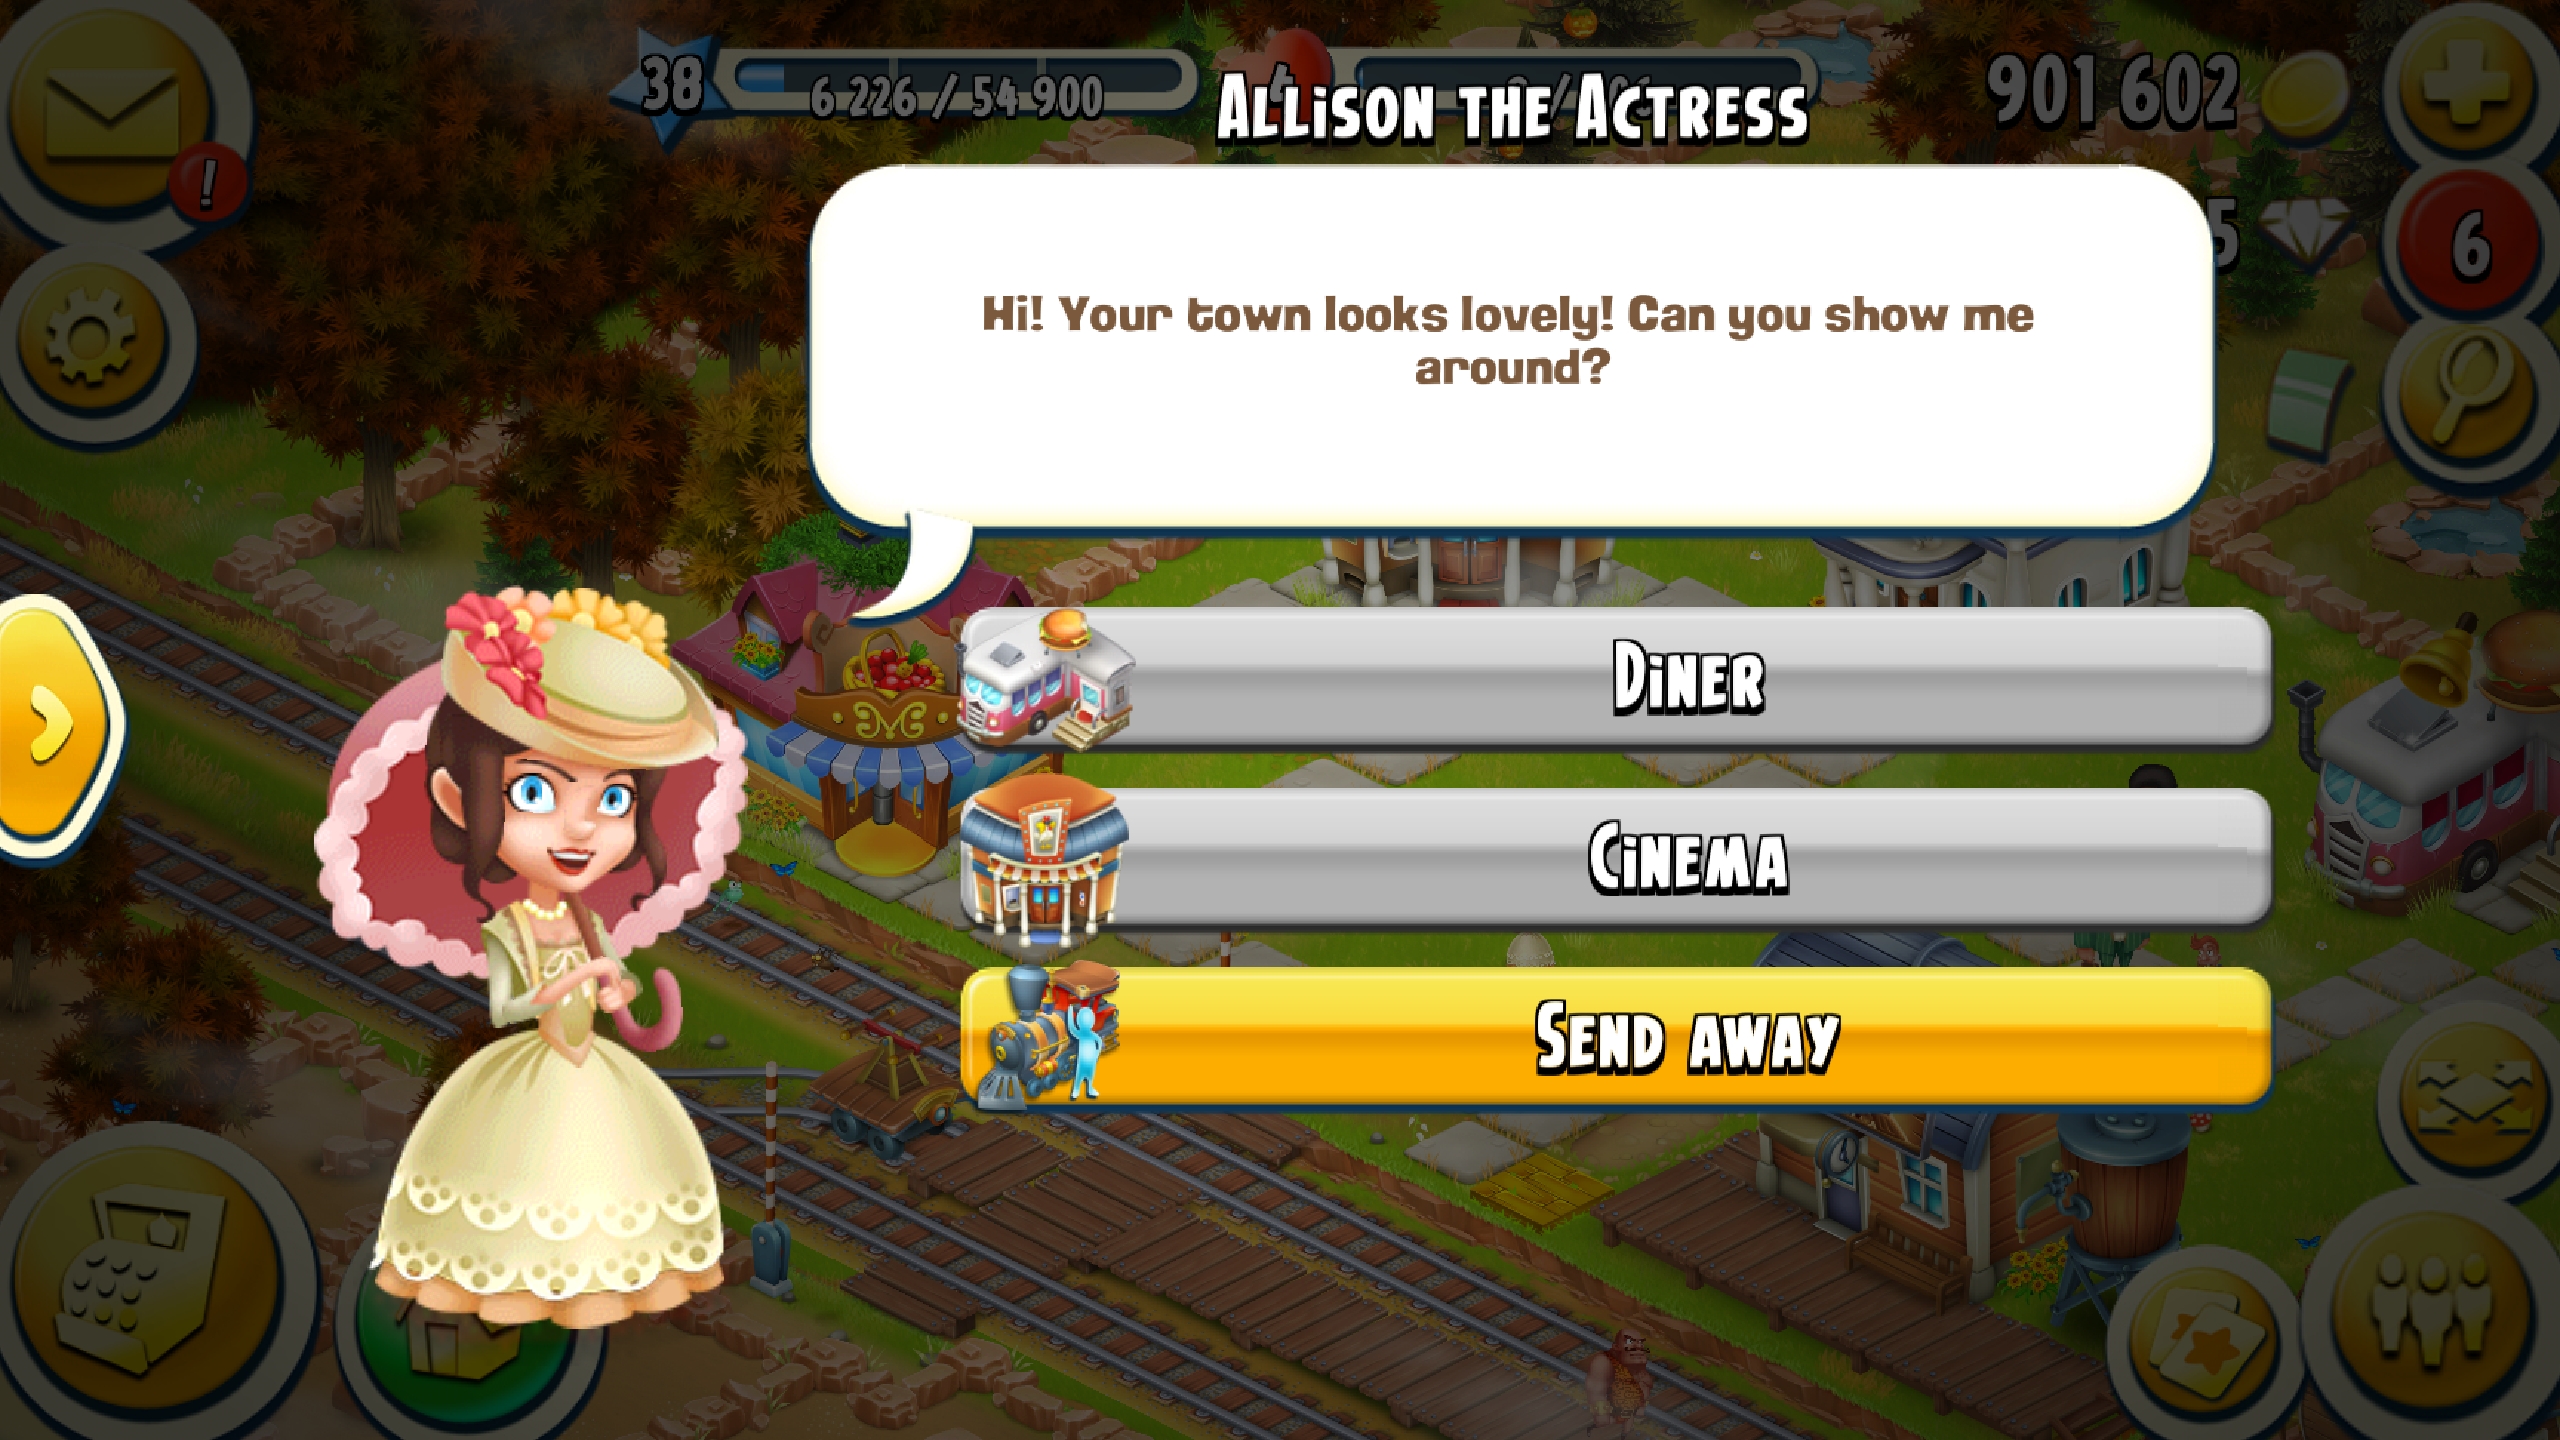 38
6 226 / 54 900
901 602
Allison the Actress
!
5
6
Hi! Your town looks lovely! Can you show me
around?
Diner
Cinema
Send away